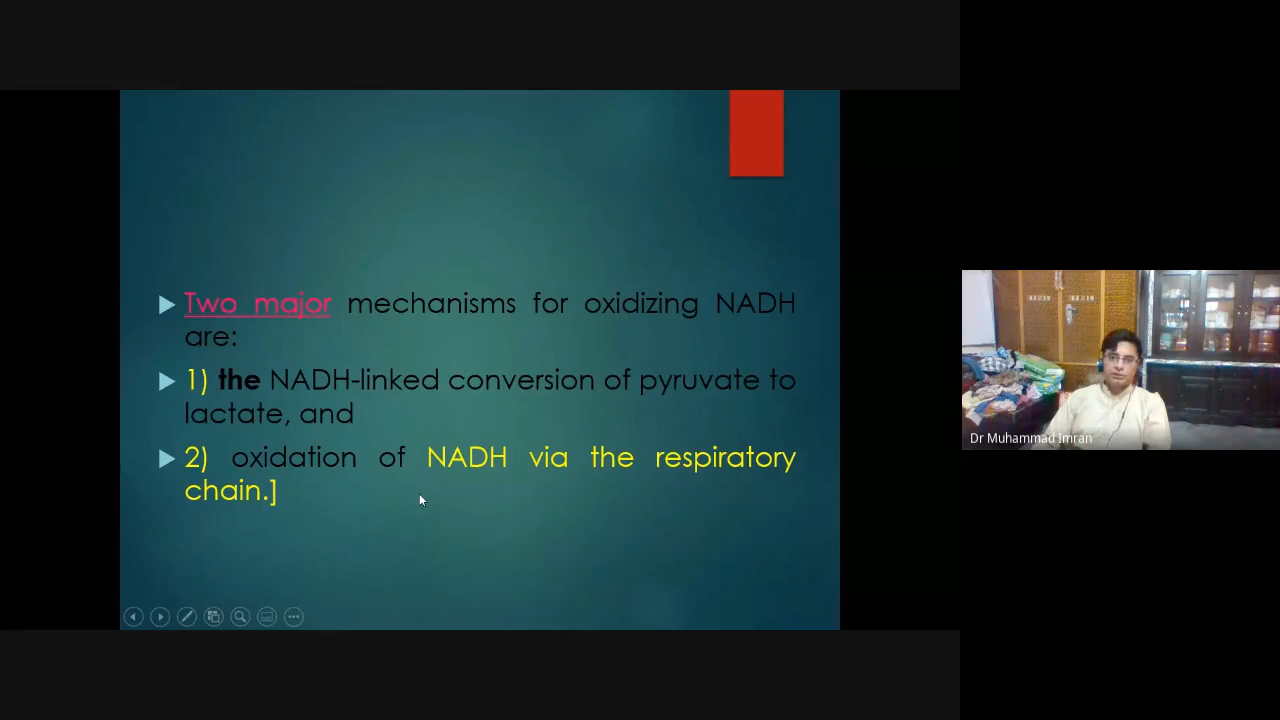 Two major mechanisms for oxidizing NADH
are:
1) the NADH-linked conversion of pyruvate to
lactate, and
2) oxidation of NADH via the respiratory
chain.]
Dr Muhammad Imran